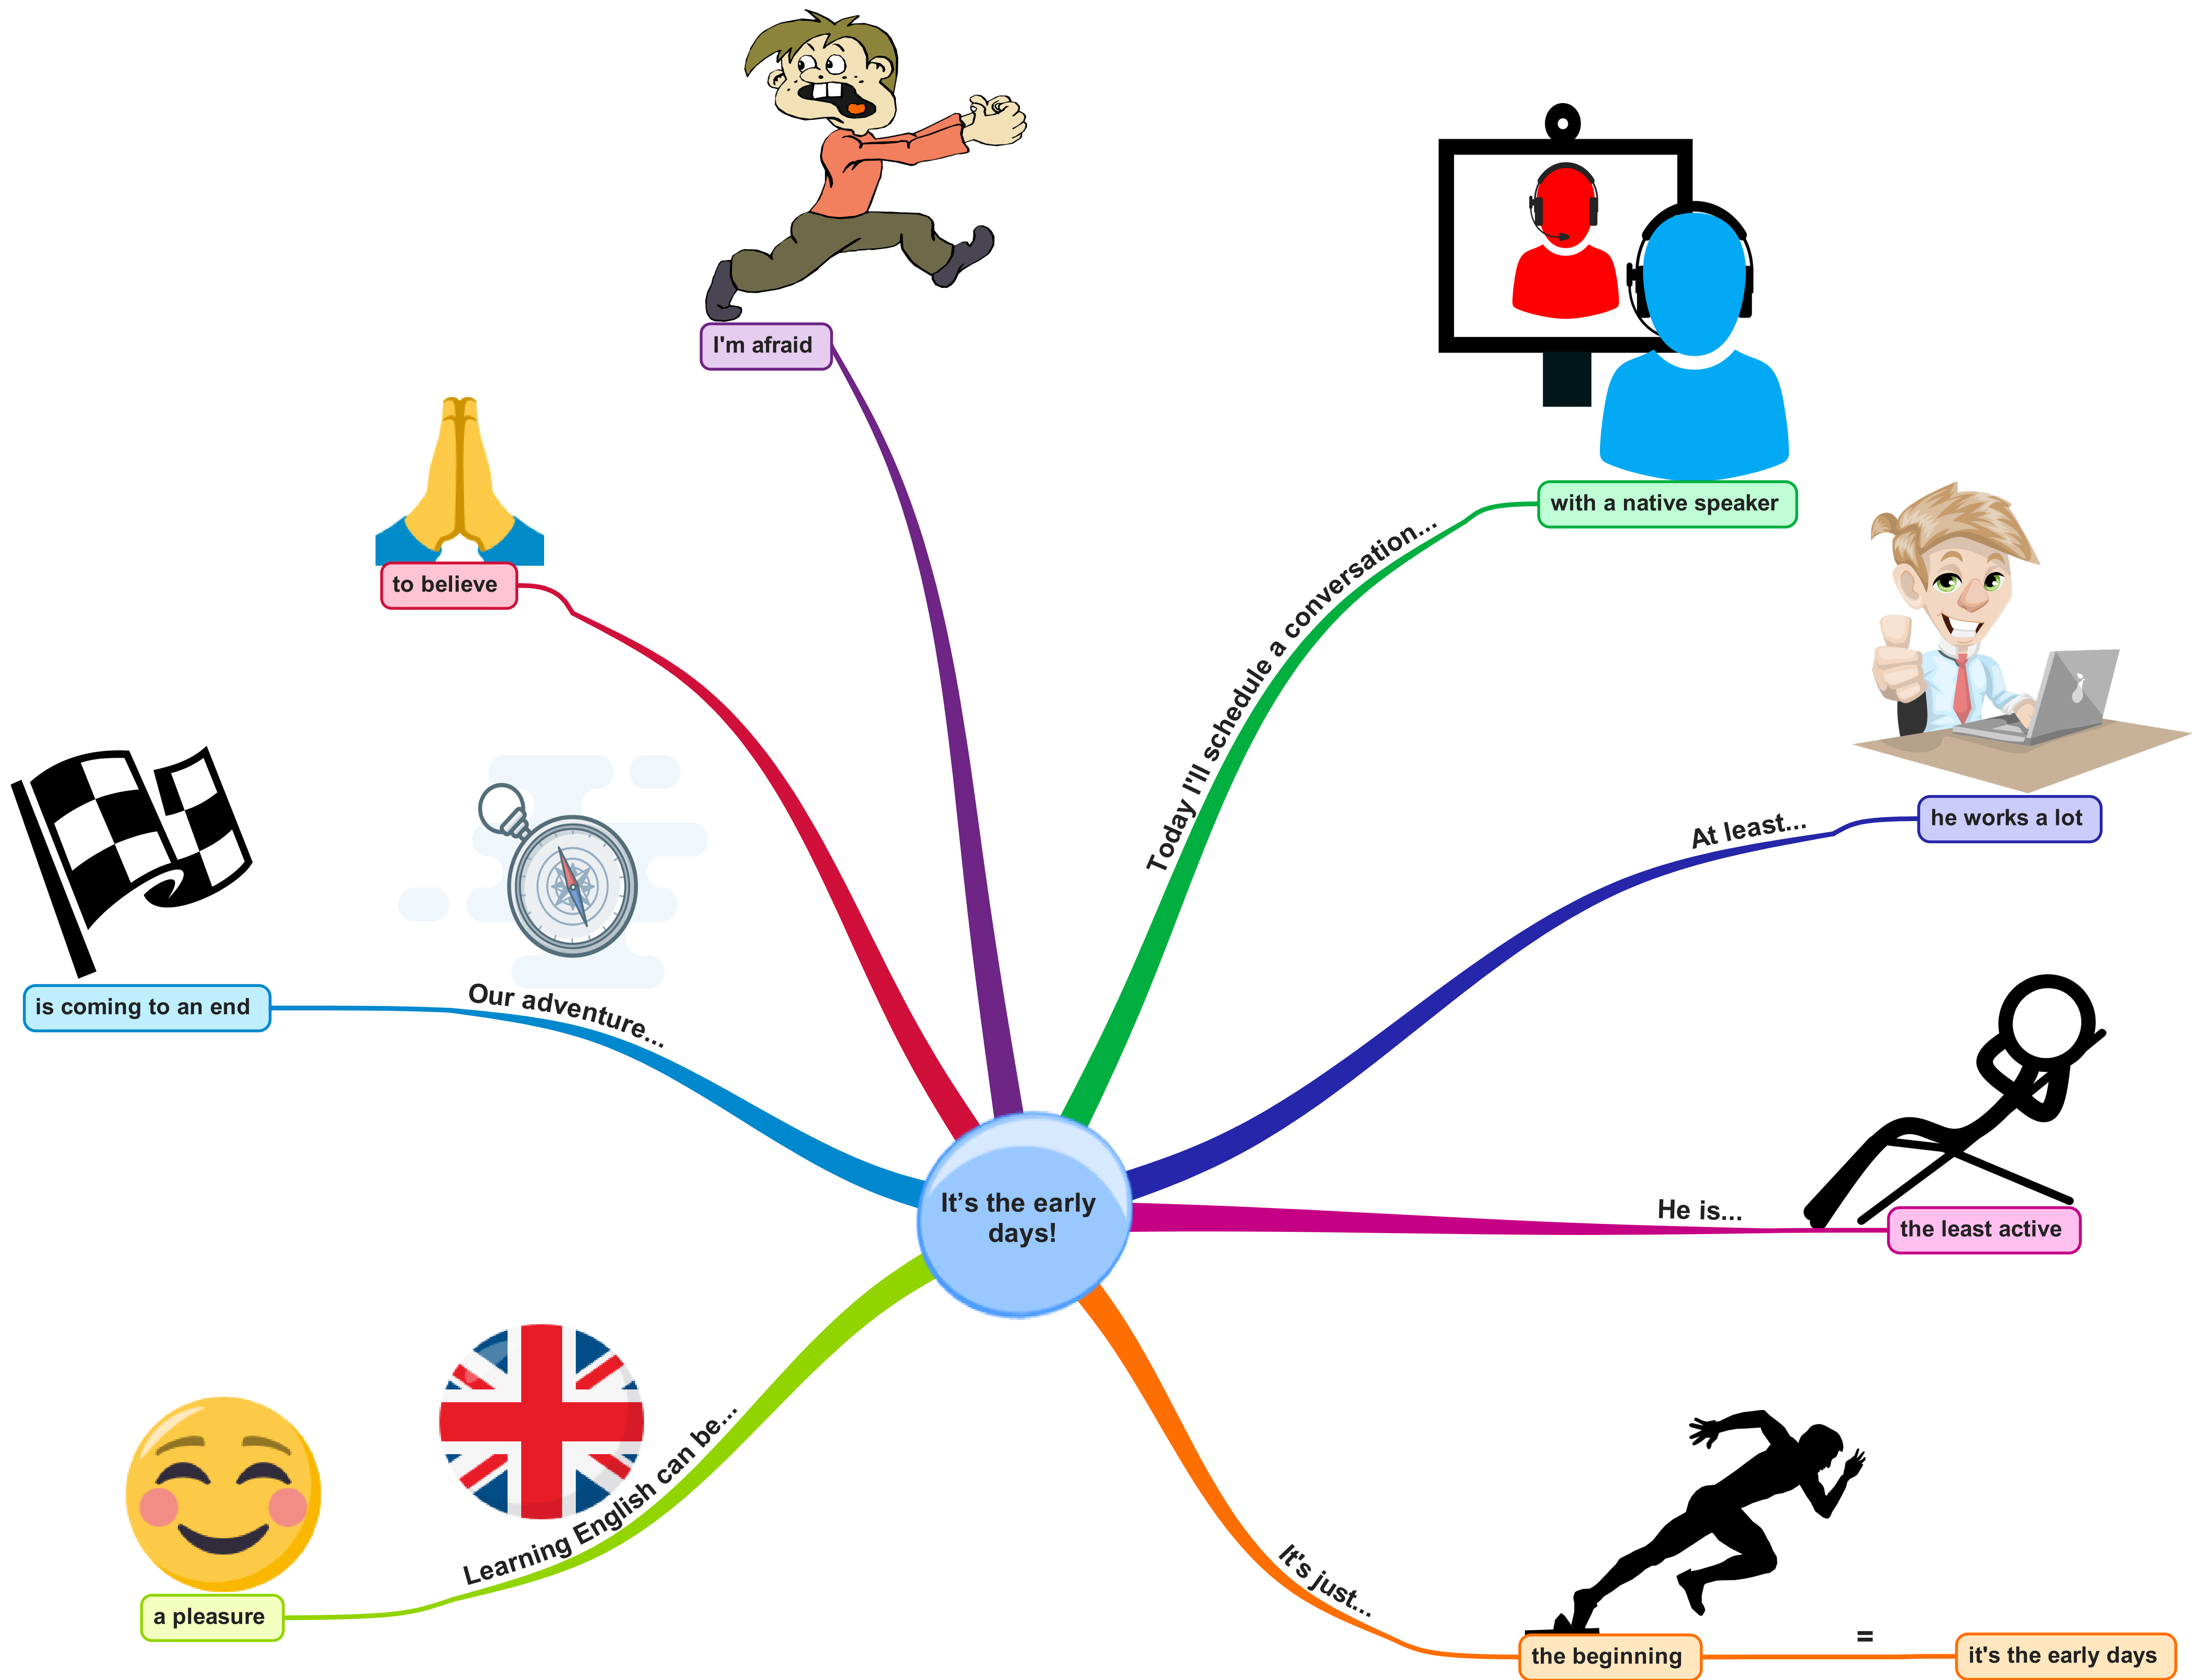 I'm afraid
with a native speaker
Today I'll schedule a conversation...
to believe
he works a lot
At least...
Our adventure...
is coming to an end
It’s the early
days!
He is...
the least active
Learning English can be...
a pleasure
It's just...
the beginning
=
it's the early days